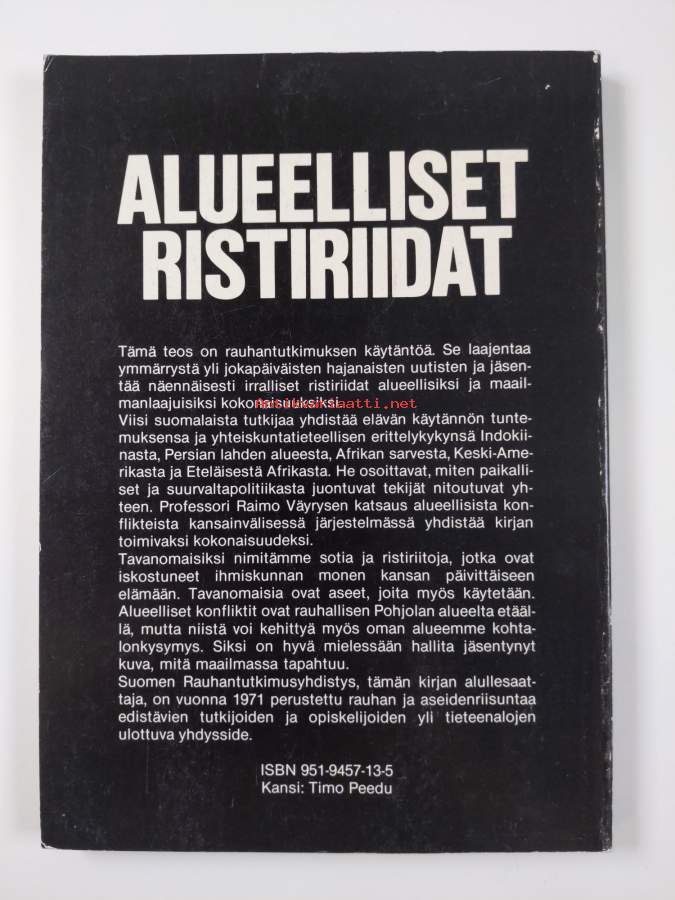 ALUEELLISET
RISTIRIIDAT
Tämä teos on rauhantutkimuksen käytäntöä. Se laajentaa
ymmärrystä yli jokapäiväisten hajanaisten uutisten ja jäsen-
tää näennäisesti irralliset ristiriidat alueellisiksi ja maail-
manlaajuisiksi kokonaisuuksiksi.
Antikvariaatti.net
Viisi suomalaista tutkijaa yhdistää elävän käytännön tunte-
muksensa ja yhteiskuntatieteellisen erittelykykynsä Indokii-
nasta, Persian lahden alueesta, Afrikan sarvesta, Keski-Ame-
rikasta ja Eteläisestä Afrikasta. He osoittavat, miten paikalli-
set ja suurvaltapolitiikasta juontuvat tekijät nitoutuvat yh-
teen. Professori Raimo Väyrysen katsaus alueellisista kon-
flikteista kansainvälisessä järjestelmässä yhdistää kirjan
toimivaksi kokonaisuudeksi.
Tavanomaisiksi nimitämme sotia ja ristiriitoja, jotka ovat
iskostuneet ihmiskunnan monen kansan päivittäiseen
elämään. Tavanomaisia ovat aseet, joita myös käytetään.
Alueelliset konfliktit ovat rauhallisen Pohjolan alueelta etääl-
lä, mutta niistä voi kehittyä myös oman alueemme kohta-
lonkysymys. Siksi on hyvä mielessään hallita jäsentynyt
kuva, mitä maailmassa tapahtuu.
Suomen Rauhantutkimusyhdistys, tämän kirjan alullesaat-
taja, on vuonna 1971 perustettu rauhan ja aseidenriisuntaa
edistävien tutkijoiden ja opiskelijoiden yli tieteenalojen
ulottuva yhdysside.
ISBN 951-9457-13-5
Kansi: Timo Peedu